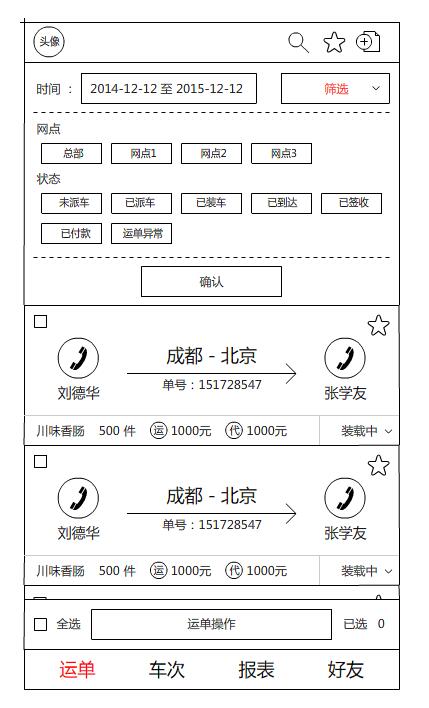 头像
时间 : 2014-12-12 至 2015-12-12 筛选
网点
总部 网点1 网点2 网点3
状态
未派车 已派车 已装车 已到达 已签收
已付款 运单异常
确认
成都 - 北京
单号 : 151728547
刘德华 张学友
川味香肠 500 件 运 1000元 代 1000元 装载中
成都 - 北京
单号 : 151728547
刘德华 张学友
川味香肠 500 件 运 1000元 代 1000元 装载中
全选 运单操作 已选 0
运单 车次 报表 好友